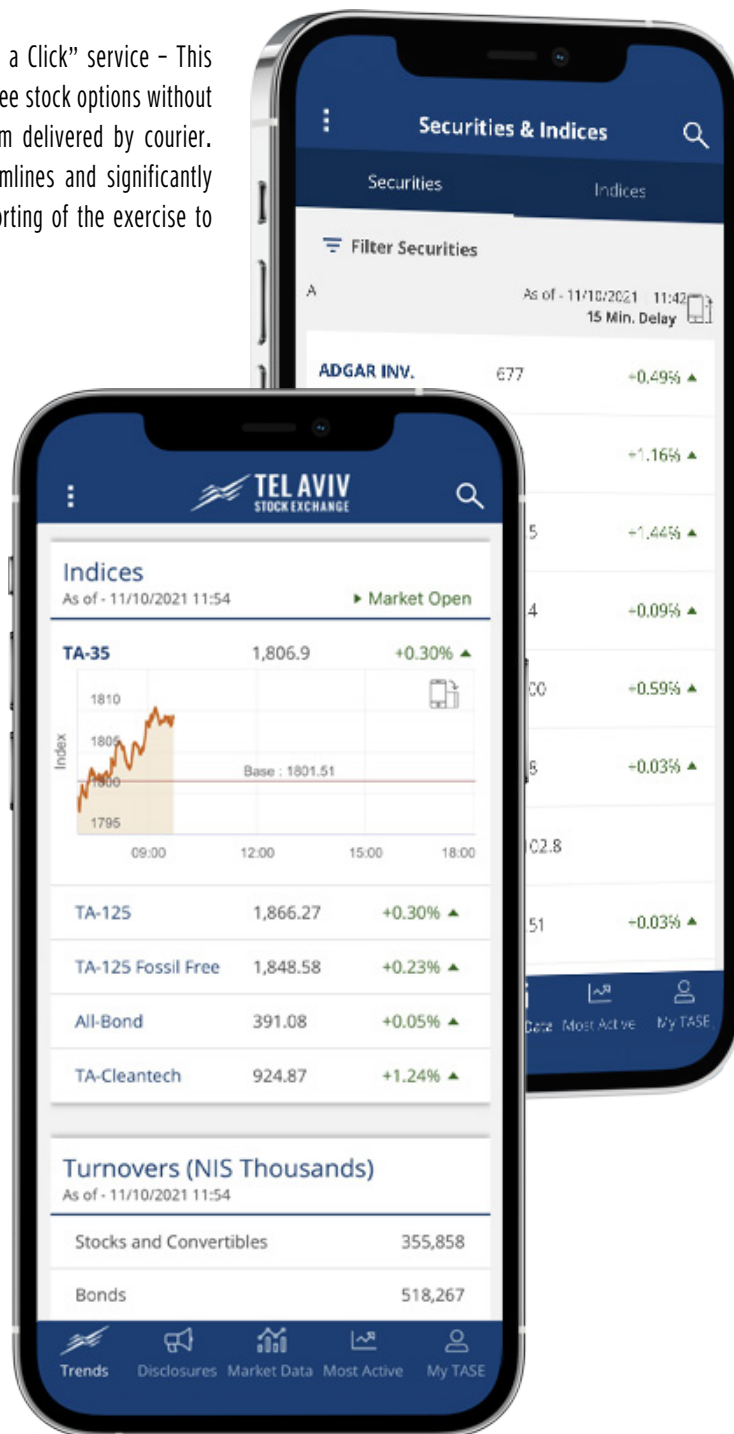 a Click” service – This
ee stock options without
m delivered by courier.
mlines and significantly
orting of the exercise to
Securities & Indices
Securities
Indices
Filter Securities
A
As of - 11/10/2021 11:42
15 Min. Delay
ADGAR INV. 677 +0.49%
+1.16%
5 +1.44%
4 +0.09%
00 +0.59%
8 +0.03%
02.8
51 +0.03%
Data Most Active My TASE
TEL AVIV
STOCK EXCHANGE
Indices
As of - 11/10/2021 11:54 Market Open
TA-35 1,806.9 +0.30%
Index
1810
1805
1800
1795
Base : 1801.51
09:00 12:00 15:00 18:00
TA-125 1,866.27 +0.30%
TA-125 Fossil Free 1,848.58 +0.23%
All-Bond 391.08 +0.05%
TA-Cleantech 924.87 +1.24%
Turnovers (NIS Thousands)
As of - 11/10/2021 11:54
Stocks and Convertibles 355,858
Bonds 518,267
Trends Disclosures Market Data Most Active My TASE